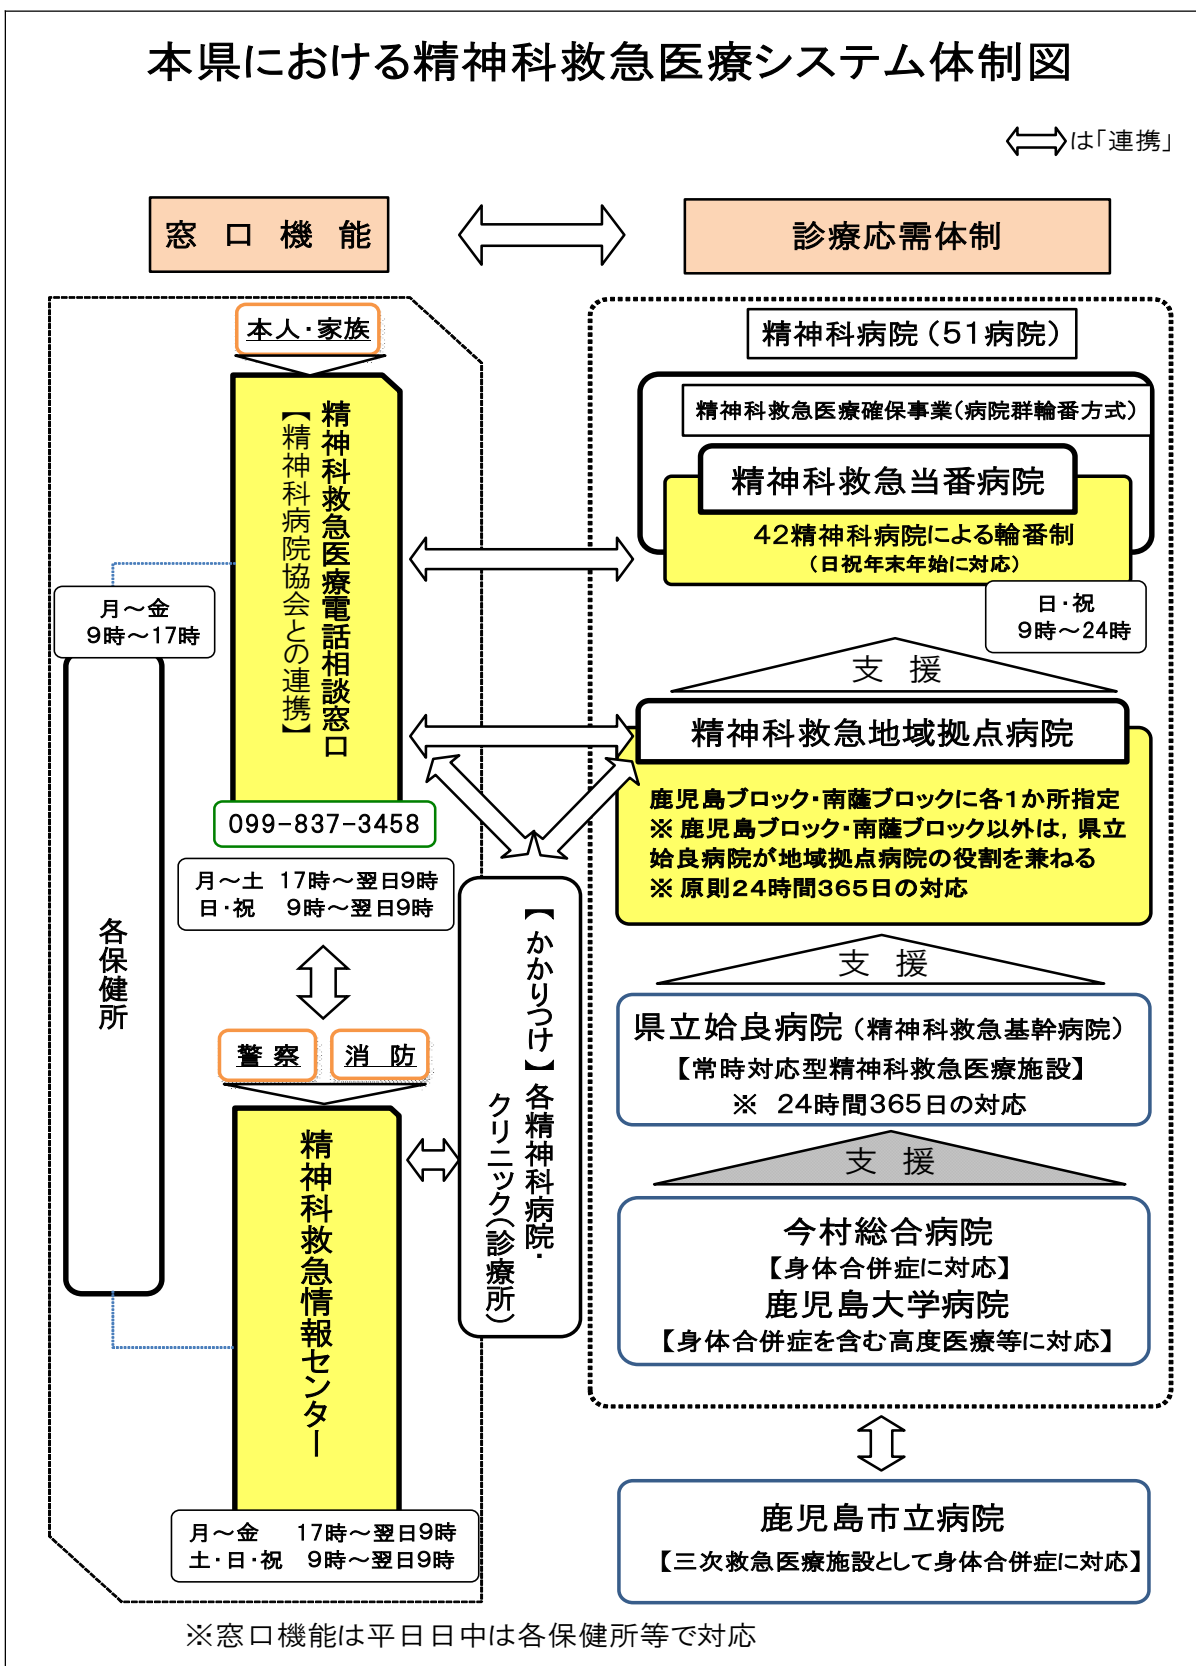 本県における精神科救急医療システム体制図
は「連携」
窓口機能
診療応需体制
本人・家族
精神科救急医療電話相談窓口
【精神科病院協会との連携】
099-837-3458
月～土 17時～翌日9時
日・祝 9時～翌日9時
月～金
9時～17時
各保健所
警察
消防
精神科救急情報センター
月～金 17時～翌日9時
土・日・祝 9時～翌日9時
【かかりつけ】各精神科病院・
クリニック(診療所)
精神科病院(51病院)
精神科救急医療確保事業(病院群輪番方式)
精神科救急当番病院
42精神科病院による輪番制
(日祝年末年始に対応)
日・祝
9時～24時
支援
精神科救急地域拠点病院
鹿児島ブロック・南薩ブロックに各1か所指定
※ 鹿児島ブロック・南薩ブロック以外は,県立
姶良病院が地域拠点病院の役割を兼ねる
※ 原則24時間365日の対応
支援
県立姶良病院(精神科救急基幹病院)
【常時対応型精神科救急医療施設】
※ 24時間365日の対応
支援
今村総合病院
【身体合併症に対応】
鹿児島大学病院
【身体合併症を含む高度医療等に対応】
鹿児島市立病院
【三次救急医療施設として身体合併症に対応】
※窓口機能は平日日中は各保健所等で対応